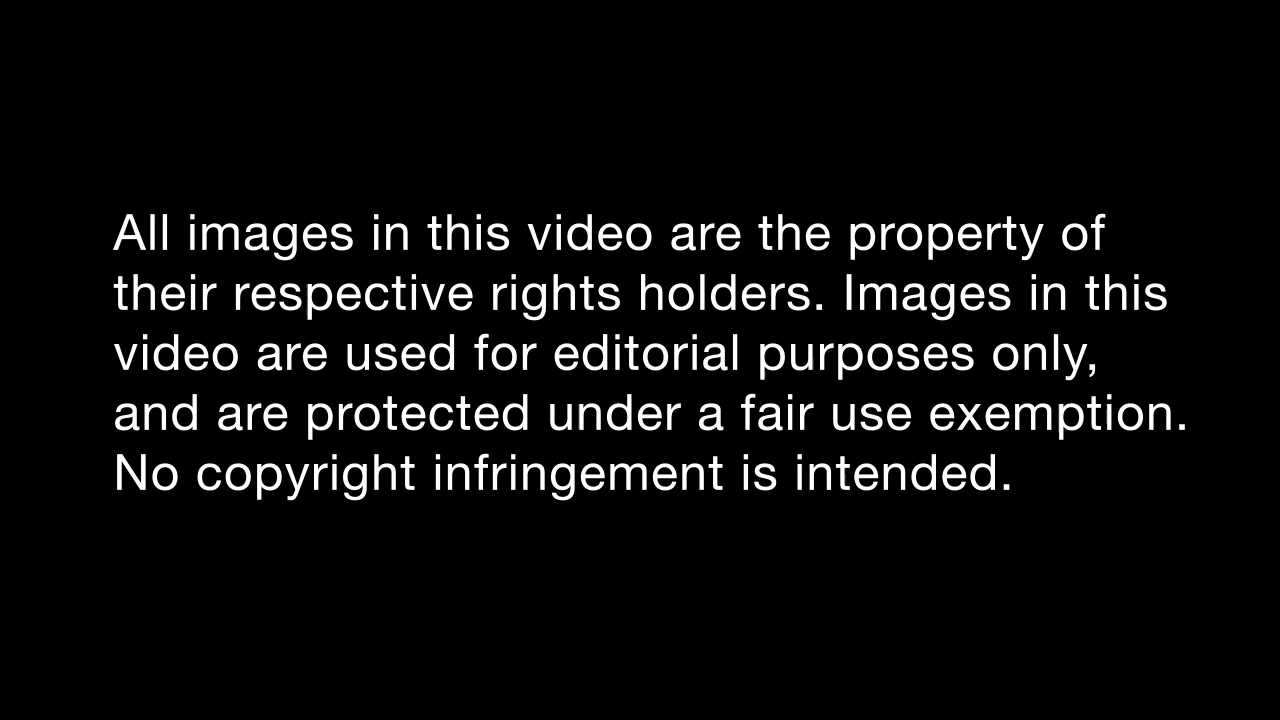 All images in this video are the property of
their respective rights holders. Images in this
video are used for editorial purposes only,
and are protected under a fair use exemption.
No copyright infringement is intended.